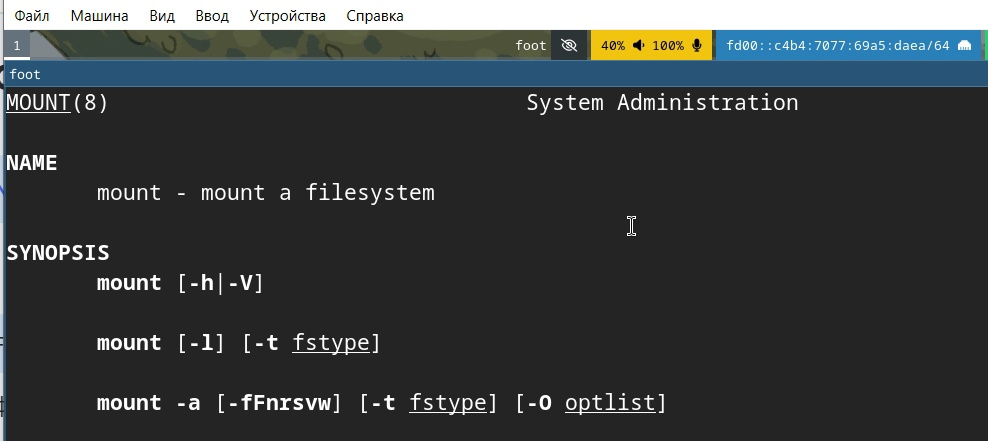 Файл Машина Вид Ввод Устройства Справка
1 foot 40% 100% fd00::c4b4:7077:69a5:daea/64
foot
MOUNT(8) System Administration
NAME
mount - mount a filesystem
SYNOPSIS
mount [-h|-V]
mount [-l] [-t fstype]
mount -a [-fFnrsvw] [-t fstype] [-O optlist]